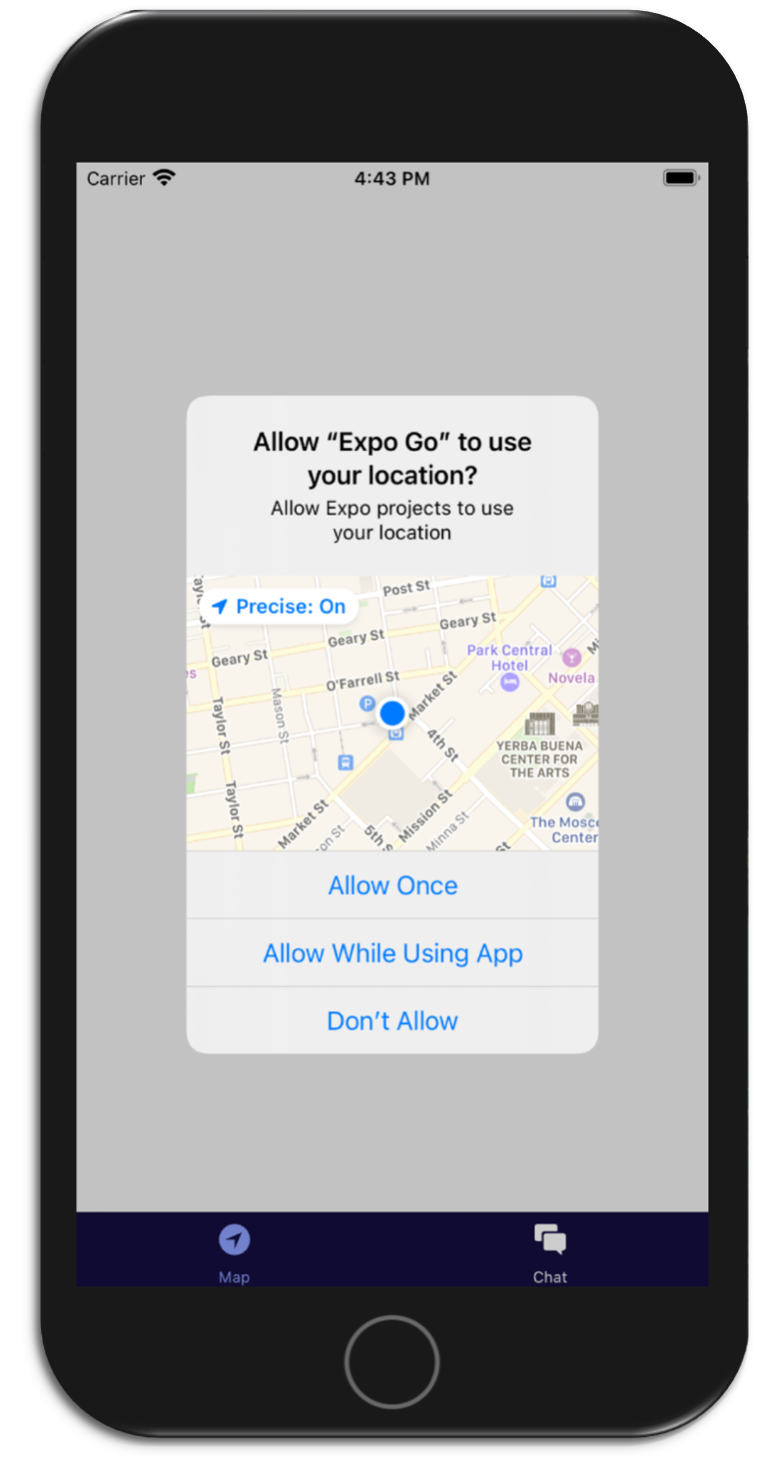 Carrier
4:43 PM
Allow “Expo Go” to use
your location?
Allow Expo projects to use
your location
Precise: On
Post St
Geary St
Geary St
Geary St
Park Central
Hotel
Novela
O'Farrell St
Market St
Mason St
Taylor St
4th St
YERBA BUENA
CENTER FOR
THE ARTS
Taylor St
Market St
5th
Mission St
Minna St
The Mosc
Center
Allow Once
Allow While Using App
Don’t Allow
Map
Chat